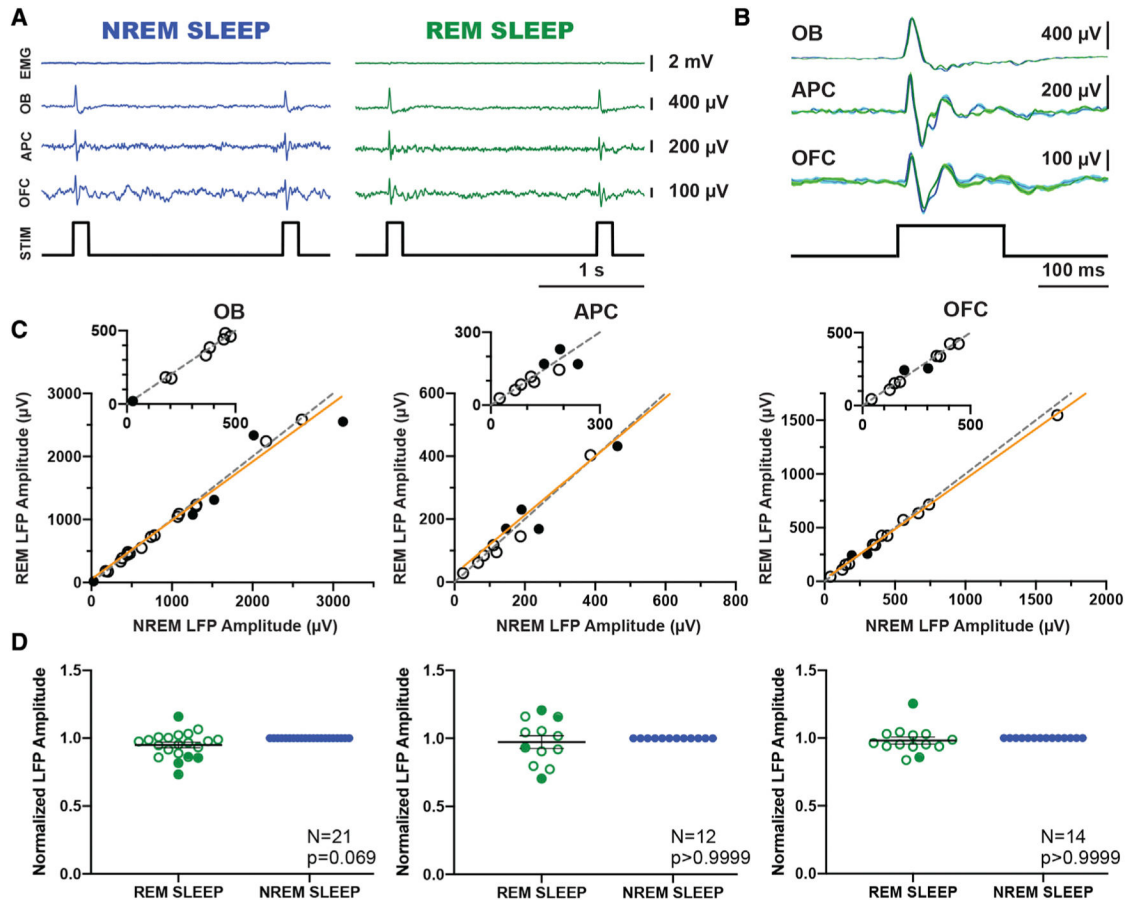 A
NREM SLEEP
REM SLEEP
EMG
2 mV
OB
400 µV
APC
200 µV
OFC
100 µV
STIM
1 s
B
OB
400 µV
APC
200 µV
OFC
100 µV
100 ms
C
OB
500
0
0 500
3000
2000
1000
0
0 1000 2000 3000
REM LFP Amplitude (µV)
NREM LFP Amplitude (µV)
APC
300
0
0 300
600
400
200
0
0 200 400 600 800
REM LFP Amplitude (µV)
NREM LFP Amplitude (µV)
OFC
500
0
0 500
1500
1000
500
0
0 500 1000 1500 2000
REM LFP Amplitude (µV)
NREM LFP Amplitude (µV)
D
Normalized LFP Amplitude
1.5
1.0
0.5
0.0
N=21
p=0.069
REM SLEEP NREM SLEEP
Normalized LFP Amplitude
1.5
1.0
0.5
0.0
N=12
p>0.9999
REM SLEEP NREM SLEEP
Normalized LFP Amplitude
1.5
1.0
0.5
0.0
N=14
p>0.9999
REM SLEEP NREM SLEEP